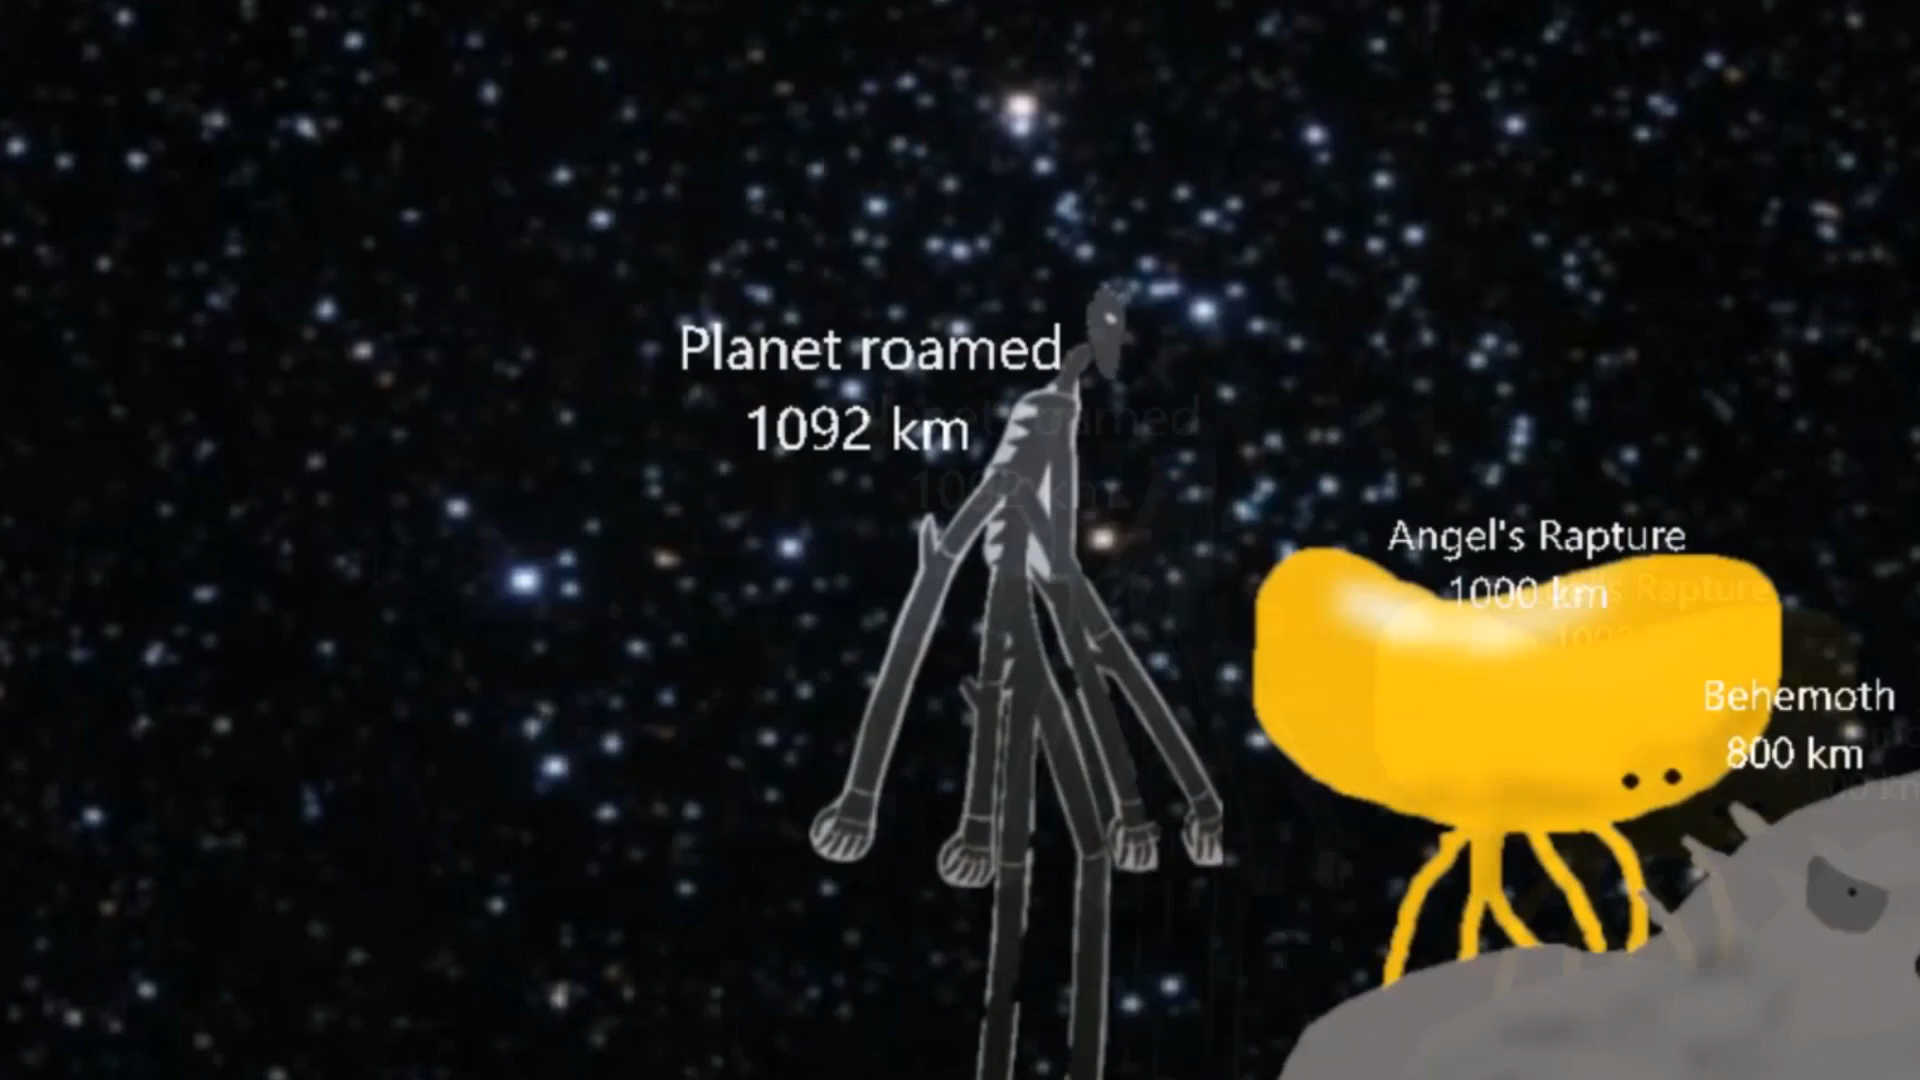 Planet roamed
1092 km
Angel's Rapture
1000 km
Behemoth
800 km